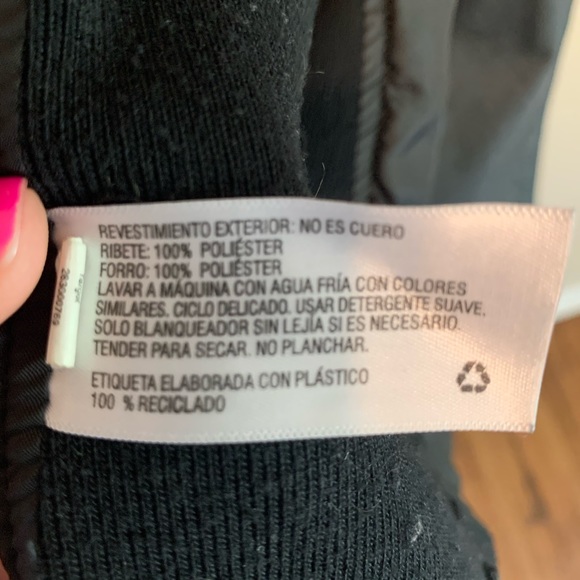 REVESTIMIENTO EXTERIOR: NO ES CUERO
RIBETE: 100% POLIÉSTER
FORRO: 100% POLIÉSTER
LAVAR A MÁQUINA CON AGUA FRÍA CON COLORES
SIMILARES. CICLO DELICADO. USAR DETERGENTE SUAVE,
SOLO BLANQUEADOR SIN LEJÍA SI ES NECESARIO.
TENDER PARA SECAR. NO PLANCHAR.
ETIQUETA ELABORADA CON PLÁSTICO
100 % RECICLADO
Target